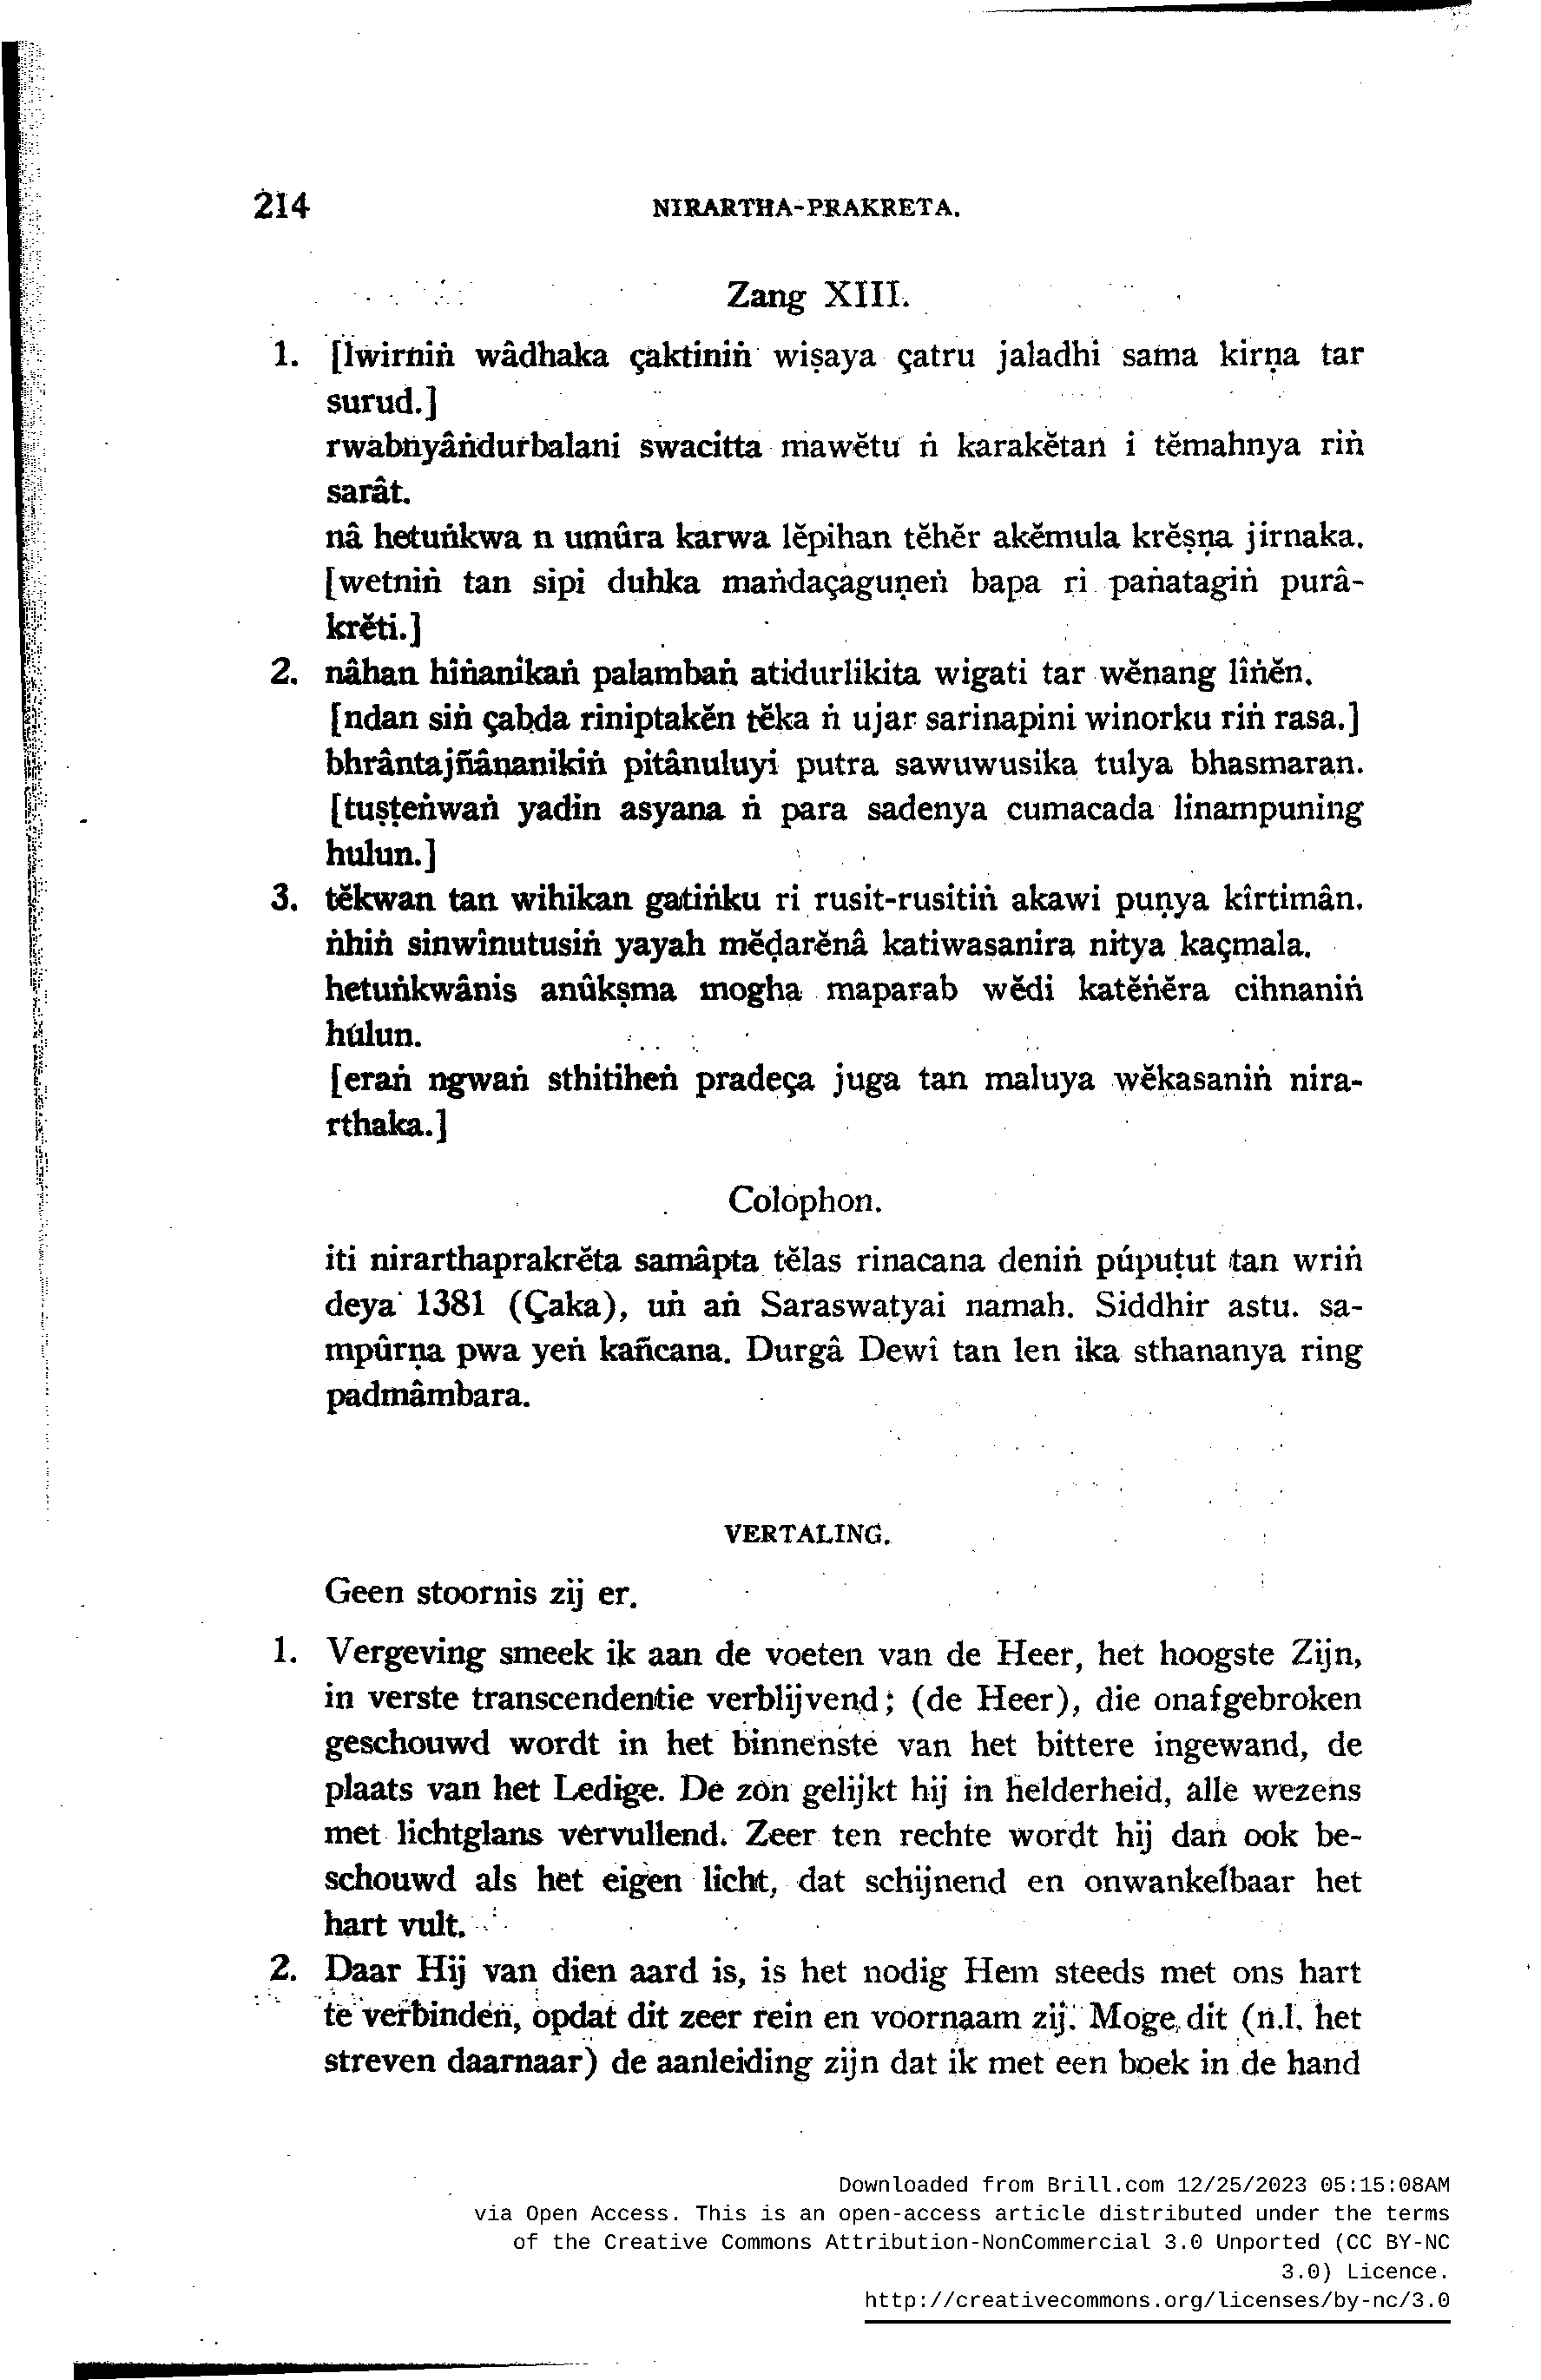 214
NIRARTHA-PRAKRETA.
Zang XIII.
1. [lwirniṅ wâdhaka çaktiniṅ wiṣaya çatru jaladhi sama kirṇa tar
surud.]
rwabnyâṅdurbalani swacitta mawĕtu ṅ karakĕtan i tĕmahnya riṅ
sarât.
nâ hetuṅkwa n umûra karwa lĕpihan tĕhĕr akĕmula krĕṣṇa jirnaka.
[wetniṅ tan sipi duhka maṅdaçaguṇeṅ bapa ri paṅatagiṅ purâ-
krĕti.]
2. nâhan hîṅanikaṅ palambaṅ atidurlikita wigati tar wĕnang lîṅĕn.
[ndan siṅ çabda riniptakĕn tĕka ṅ ujar sarinapini winorku riṅ rasa.]
bhrântajñânanikiṅ pitânuluyi putra sawuwusika tulya bhasmaran.
[tuṣṭeṅwaṅ yadin asyana ṅ para sadenya cumacada linampuning
hulun.]
3. tĕkwan tan wihikan gatiṅku ri rusit-rusitiṅ akawi puṇya kîrtimân.
ṅhiṅ sinwînutusiṅ yayah mĕḍarĕnâ katiwasanira nitya kaçmala.
hetuṅkwânis anûkṣma mogha maparab wĕdi katĕṅĕra cihnaniṅ
hulun.
[eraṅ ngwaṅ sthitiheṅ pradeça juga tan maluya wĕkasaniṅ nira-
rthaka.]
Colophon.
iti nirarthaprakrĕta samâpta tĕlas rinacana deniṅ púpuṭut tan wriṅ
deya 1381 (Çaka), uṅ aṅ Saraswatyai namah. Siddhir astu. sa-
mpûrṇa pwa yeṅ kañcana. Durgâ Dewî tan len ika sthananya ring
padmâmbara.
VERTALING.
Geen stoornis zij er.
1. Vergeving smeek ik aan de voeten van de Heer, het hoogste Zijn,
in verste transcendentie verblijvend; (de Heer), die onafgebroken
geschouwd wordt in het binnenste van het bittere ingewand, de
plaats van het Ledige. De zon gelijkt hij in helderheid, alle wezens
met lichtglans vervullend. Zeer ten rechte wordt hij dan ook be-
schouwd als het eigen licht, dat schijnend en onwankelbaar het
hart vult.
2. Daar Hij van dien aard is, is het nodig Hem steeds met ons hart
te verbinden, opdat dit zeer rein en voornaam zij. Moge dit (n.l. het
streven daarnaar) de aanleiding zijn dat ik met een boek in de hand
Downloaded from Brill.com 12/25/2023 05:15:08AM
via Open Access. This is an open-access article distributed under the terms
of the Creative Commons Attribution-NonCommercial 3.0 Unported (CC BY-NC
3.0) Licence.
http://creativecommons.org/licenses/by-nc/3.0